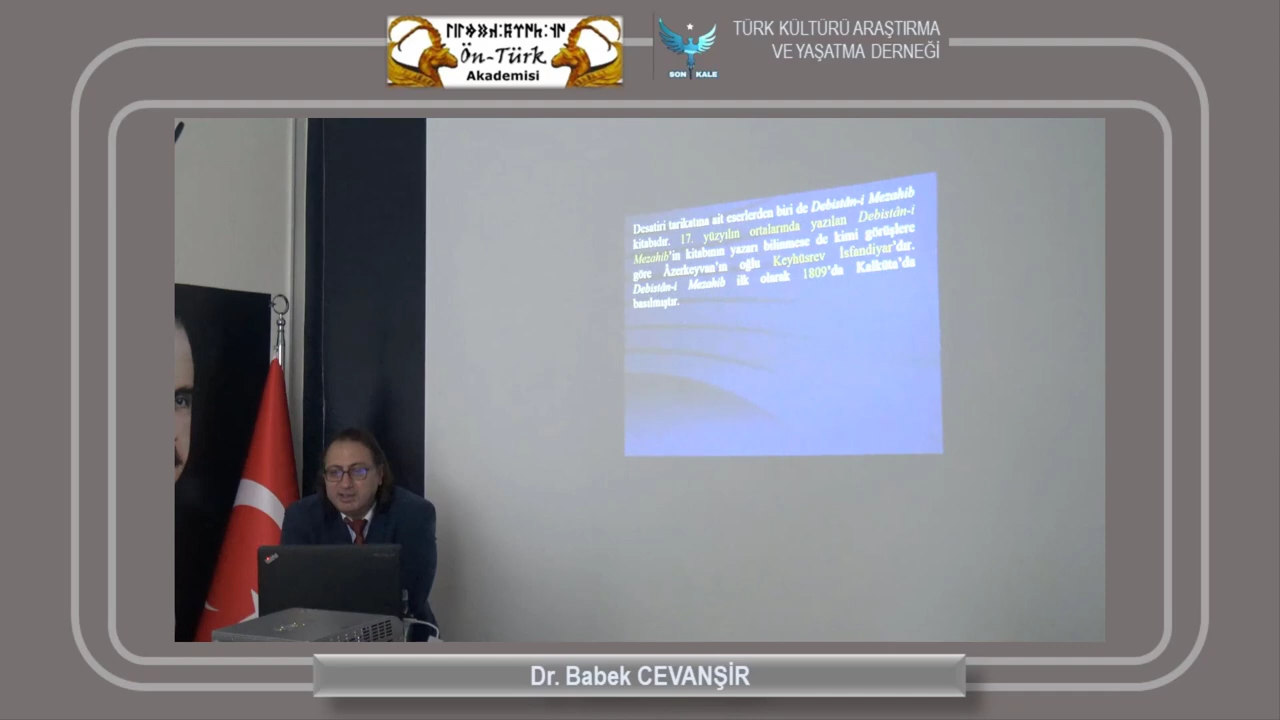 Ön-Türk
Akademisi
SON KALE
TÜRK KÜLTÜRÜ ARAŞTIRMA
VE YAŞATMA DERNEĞİ
Desatiri tarikatına ait eserlerden biri de Debistân-i Mezahib
kitabıdır. 17. yüzyılın ortalarında yazılan Debistân-i
Mezahib'in kitabının yazarı bilinmese de kimi görüşlere
göre Âzerkeyvan'ın oğlu Keyhüsrev İsfandiyar'dır.
Debistân-i Mezahib ilk olarak 1809'da Kalküta'da
basılmıştır.
Dr. Babek CEVANŞİR